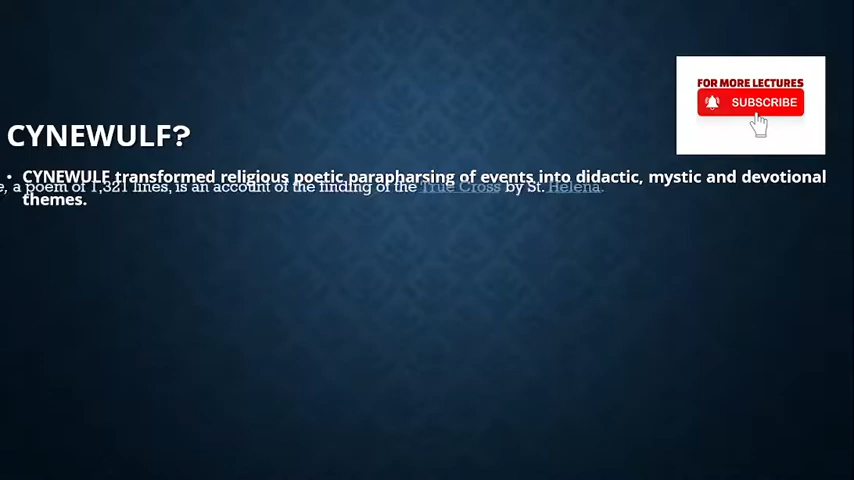 FOR MORE LECTURES
SUBSCRIBE
CYNEWULF?
• CYNEWULF transformed religious poetic parapharsing of events into didactic, mystic and devotional
themes.
, a poem of 1,321 lines, is an account of the finding of the True Cross by St. Helena.